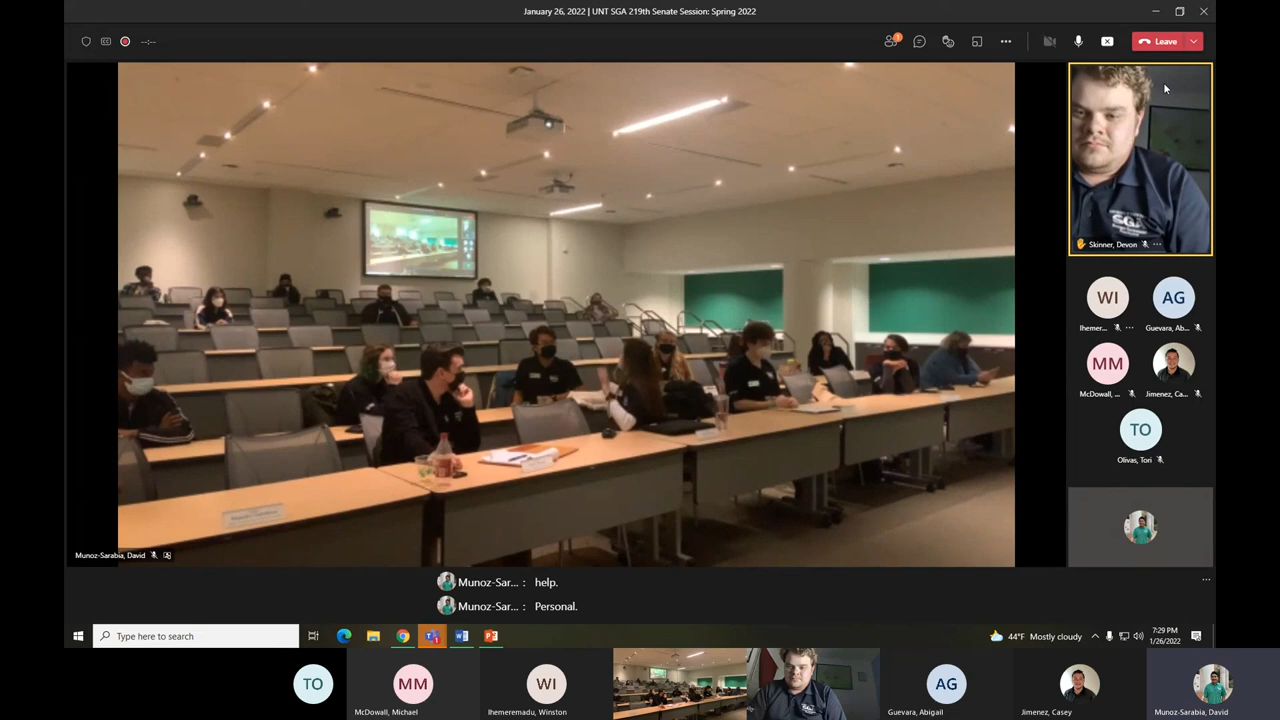 January 26, 2022 | UNT SGA 219th Senate Session: Spring 2022
--:--
1
Leave
SGA
Skinner, Devon
WI
AG
Ihemer...
Guevara, Ab...
MM
McDowall, ...
Jimenez, Ca...
TO
Olivas, Tori
Munoz-Sarabia, David
Munoz-Sar... : help.
Munoz-Sar... : Personal.
Type here to search
44°F Mostly cloudy
7:29 PM
1/26/2022
TO
MM
WI
AG
McDowall, Michael
Ihemeremadu, Winston
Guevara, Abigail
Jimenez, Casey
Munoz-Sarabia, David